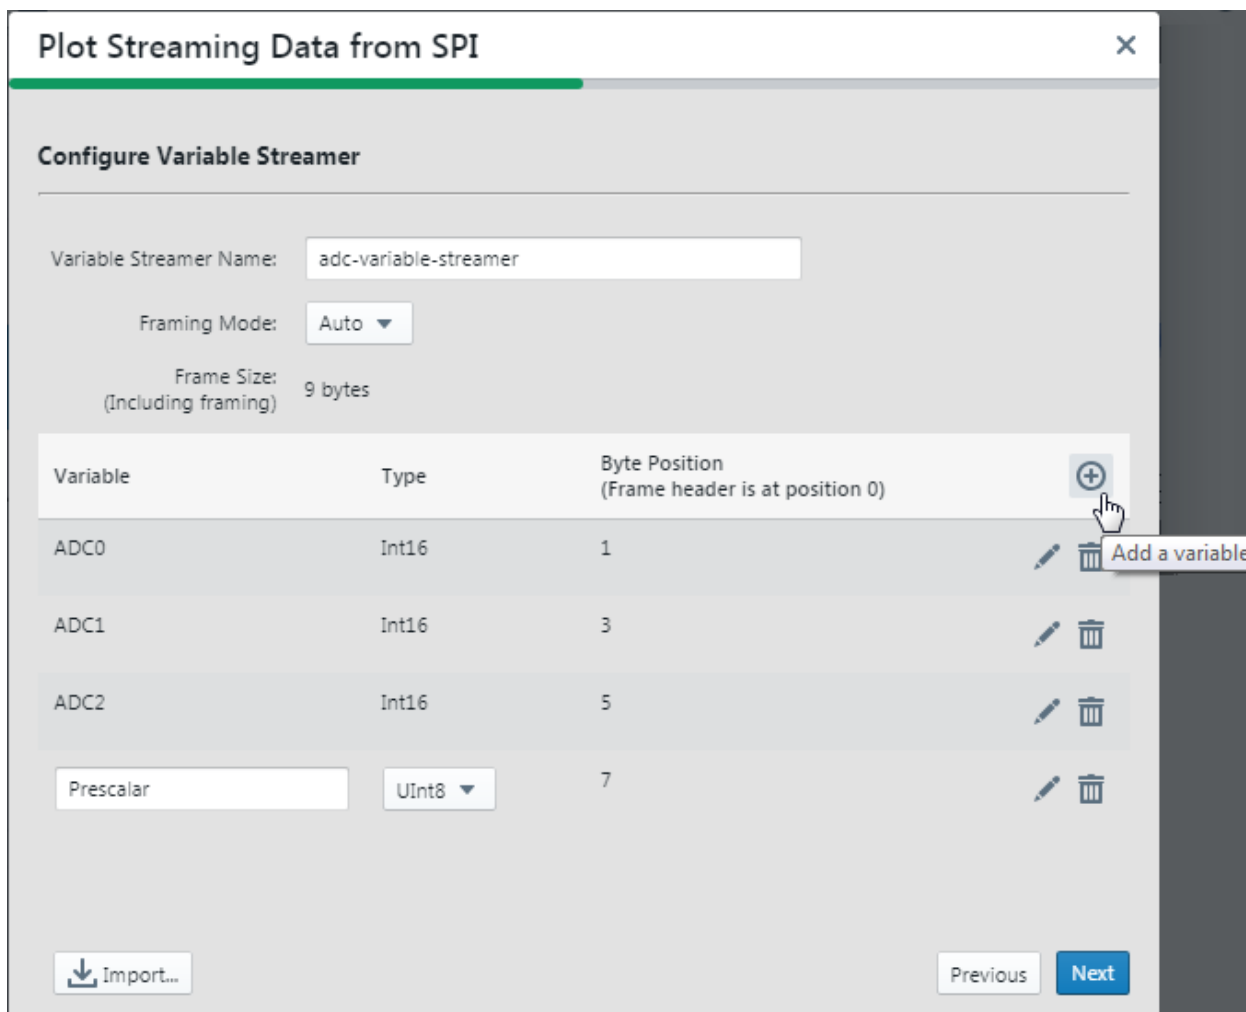 Plot Streaming Data from SPI
Configure Variable Streamer
Variable Streamer Name: adc-variable-streamer
Framing Mode: Auto
Frame Size:
(Including framing) 9 bytes
Variable Type Byte Position
(Frame header is at position 0)
ADC0 Int16 1
Add a variable
ADC1 Int16 3
ADC2 Int16 5
Prescalar UInt8 7
Import... Previous Next